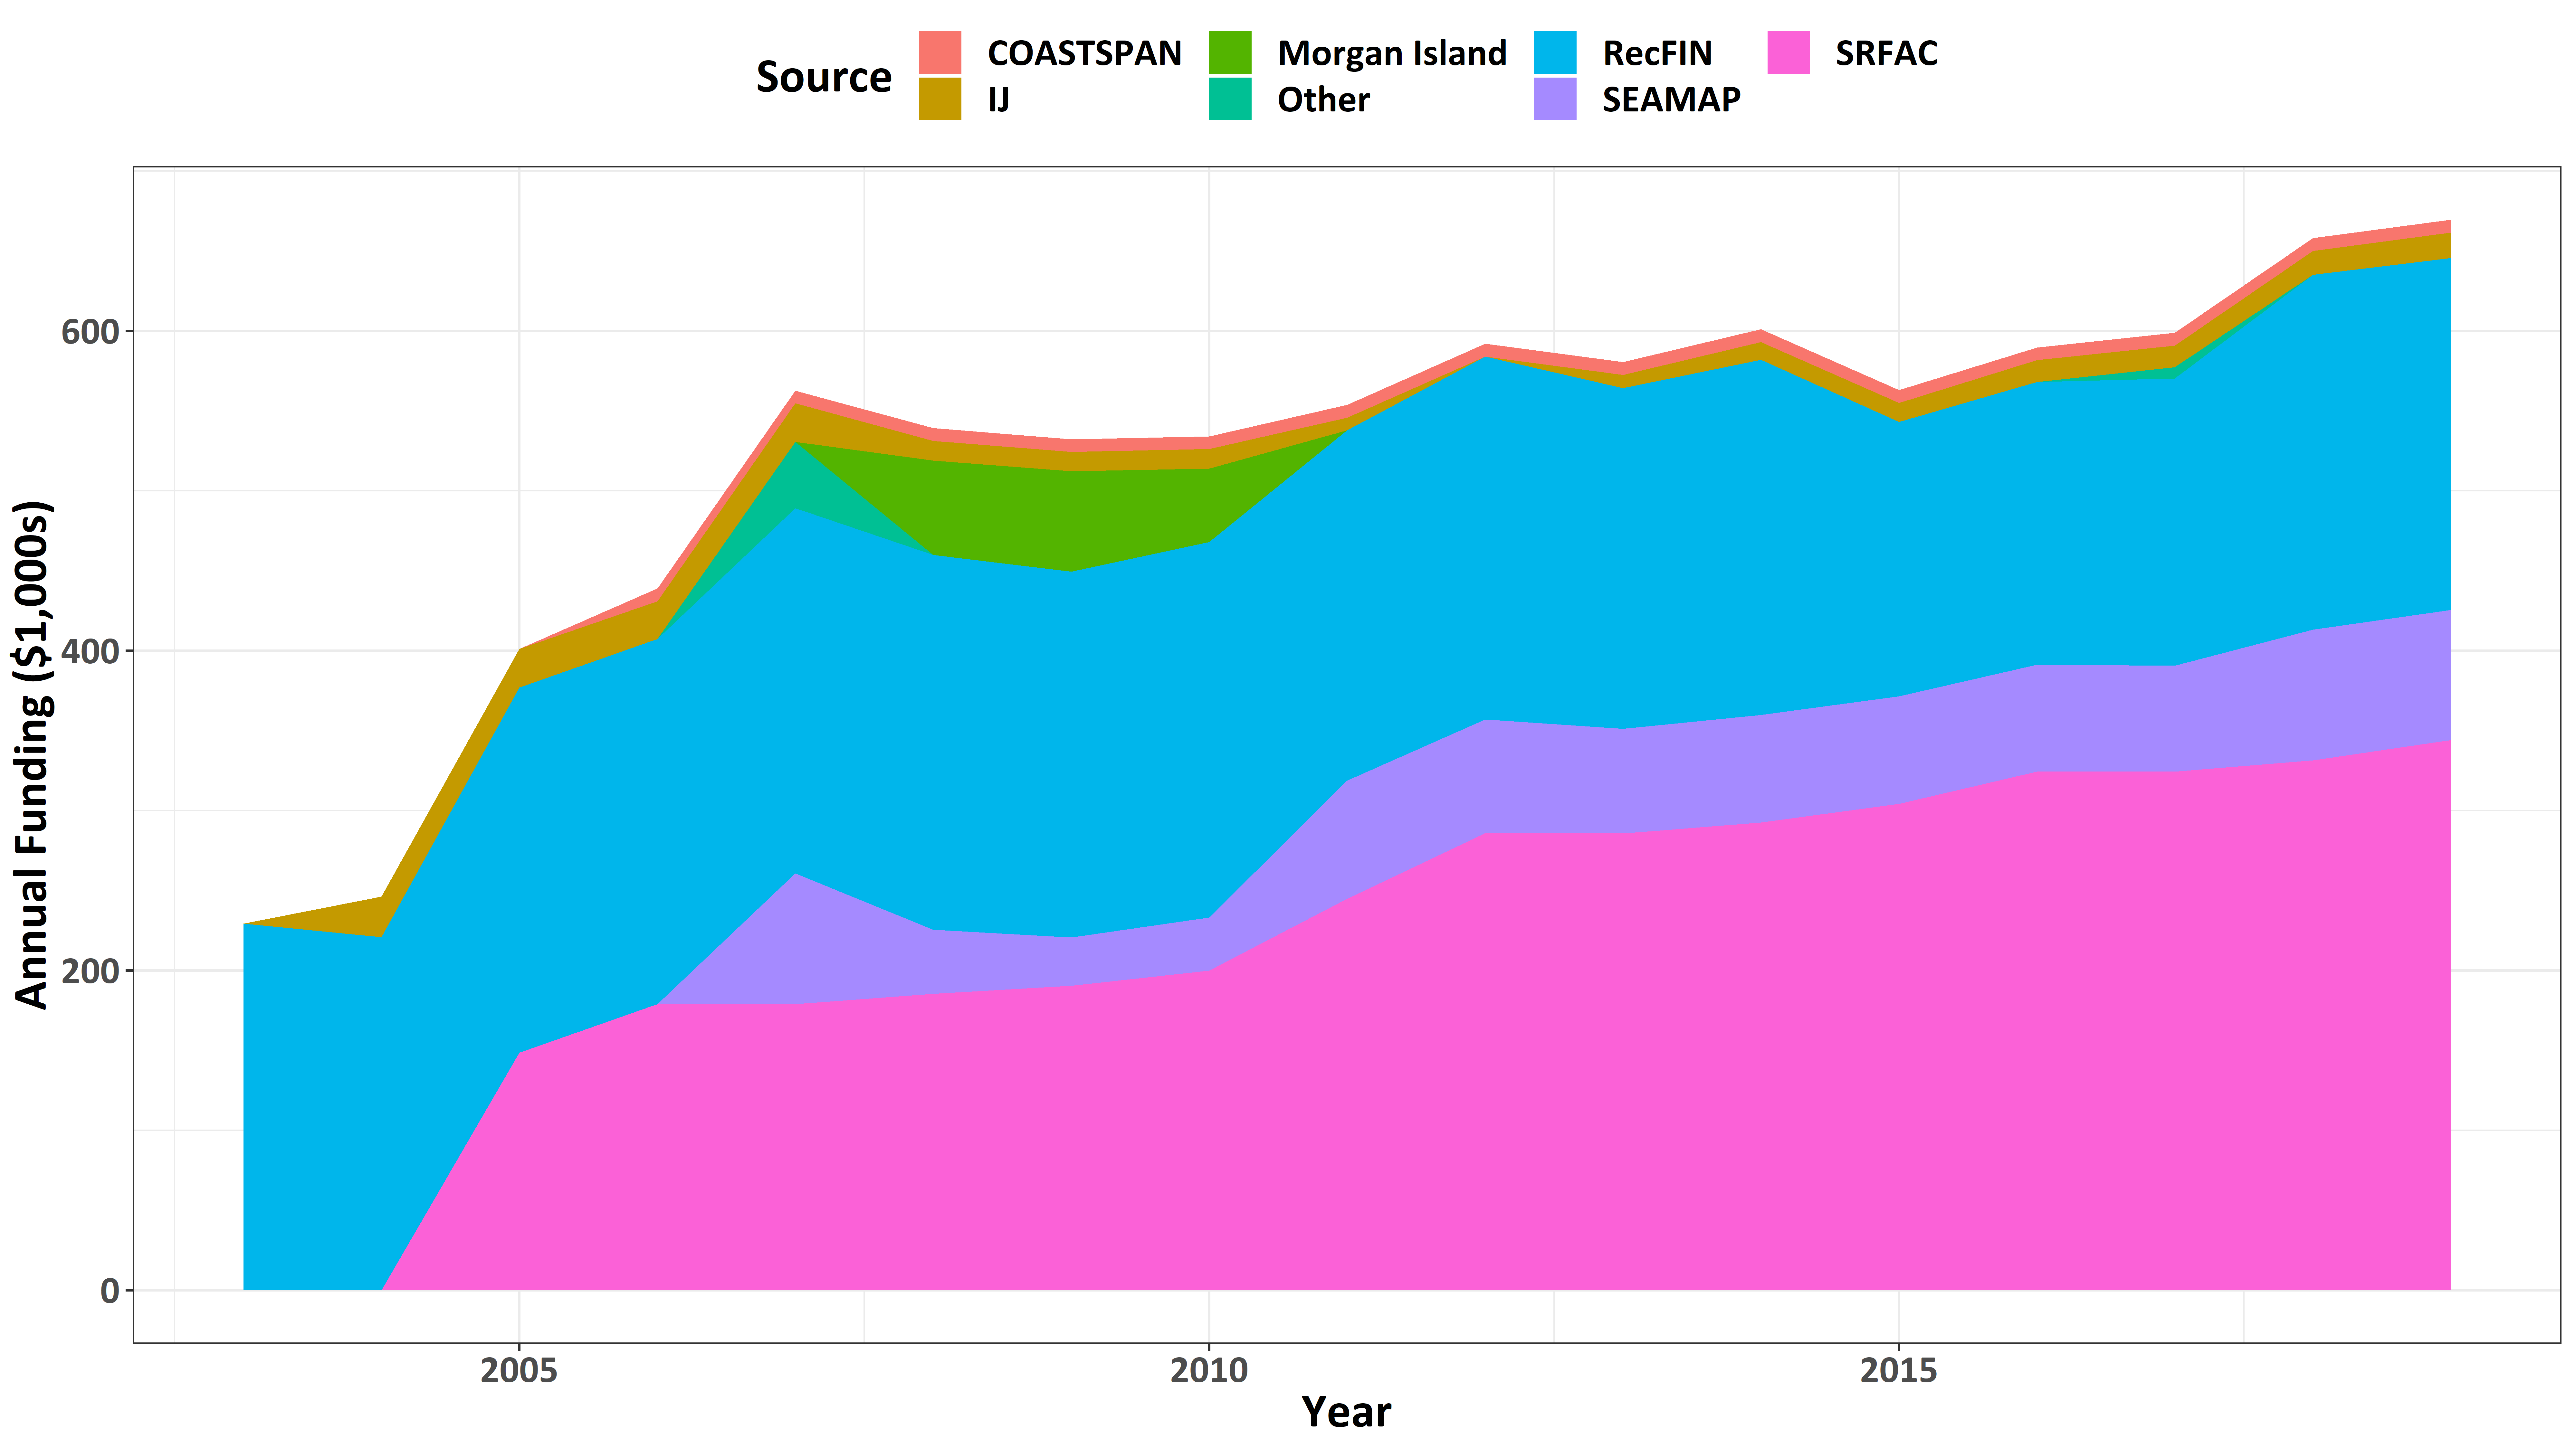 Source
COASTSPAN Morgan Island RecFIN SRFAC
IJ Other SEAMAP
Annual Funding ($1,000s)
600
400
200
0
2005 2010 2015
Year